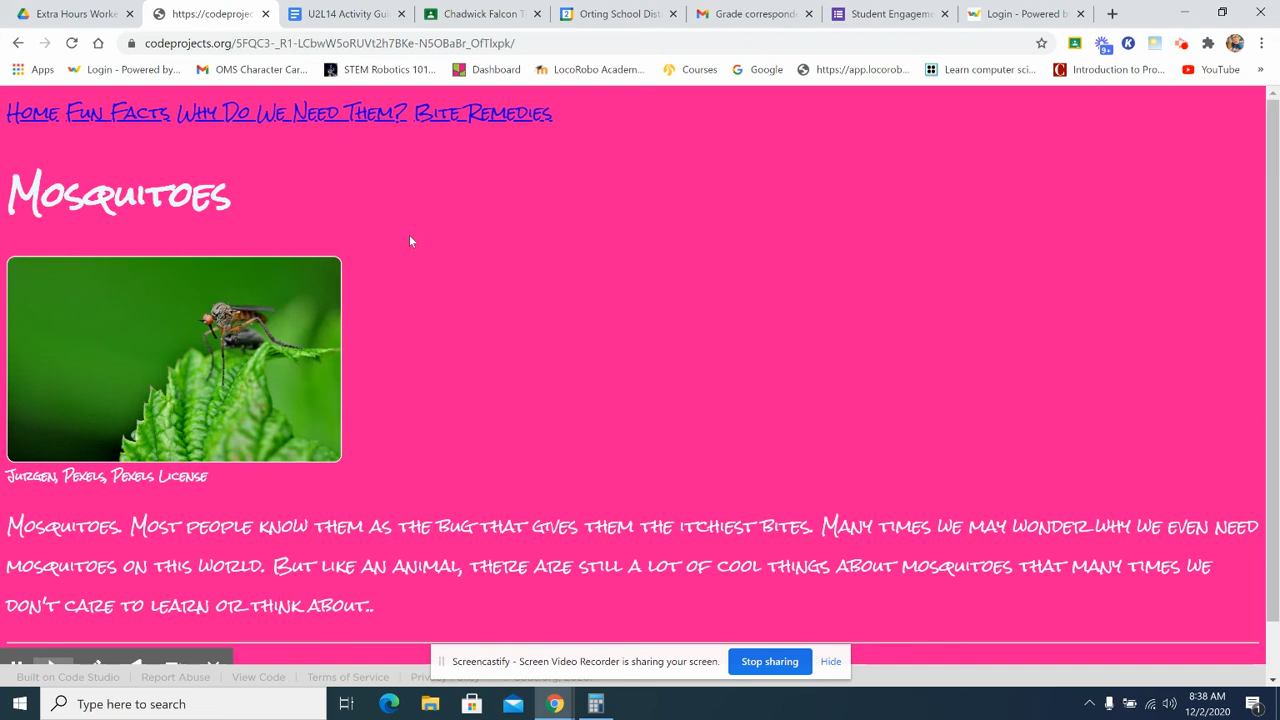 Extra Hours Worke
https://codeprojec
U2L14 Activity Gui
Chadwick Falcon T
Orting School Dist
Grade correspond
Student Engagem
Login - Powered b
codeprojects.org/5FQC3-_R1-LCbwW5oRUVt2h7BKe-N5OBaBr_OfTlxpk/
Apps
Login - Powered by...
OMS Character Car...
STEM Robotics 101...
Dashboard
LocoRobo Academ...
Courses
Google
https://app.locorob...
Learn computer sci...
Introduction to Pro...
YouTube
»
Home Fun Facts Why Do We Need Them? Bite Remedies
Mosquitoes
Jurgen, Pexels, Pexels License
Mosquitoes. Most people know them as the bug that gives them the itchiest bites. Many times we may wonder why we even need
mosquitoes on this world. But like an animal, there are still a lot of cool things about mosquitoes that many times we
don't care to learn or think about..
Screencastify - Screen Video Recorder is sharing your screen.
Stop sharing
Hide
Built on Code Studio
Report Abuse
View Code
Terms of Service
Type here to search
8:38 AM
12/2/2020